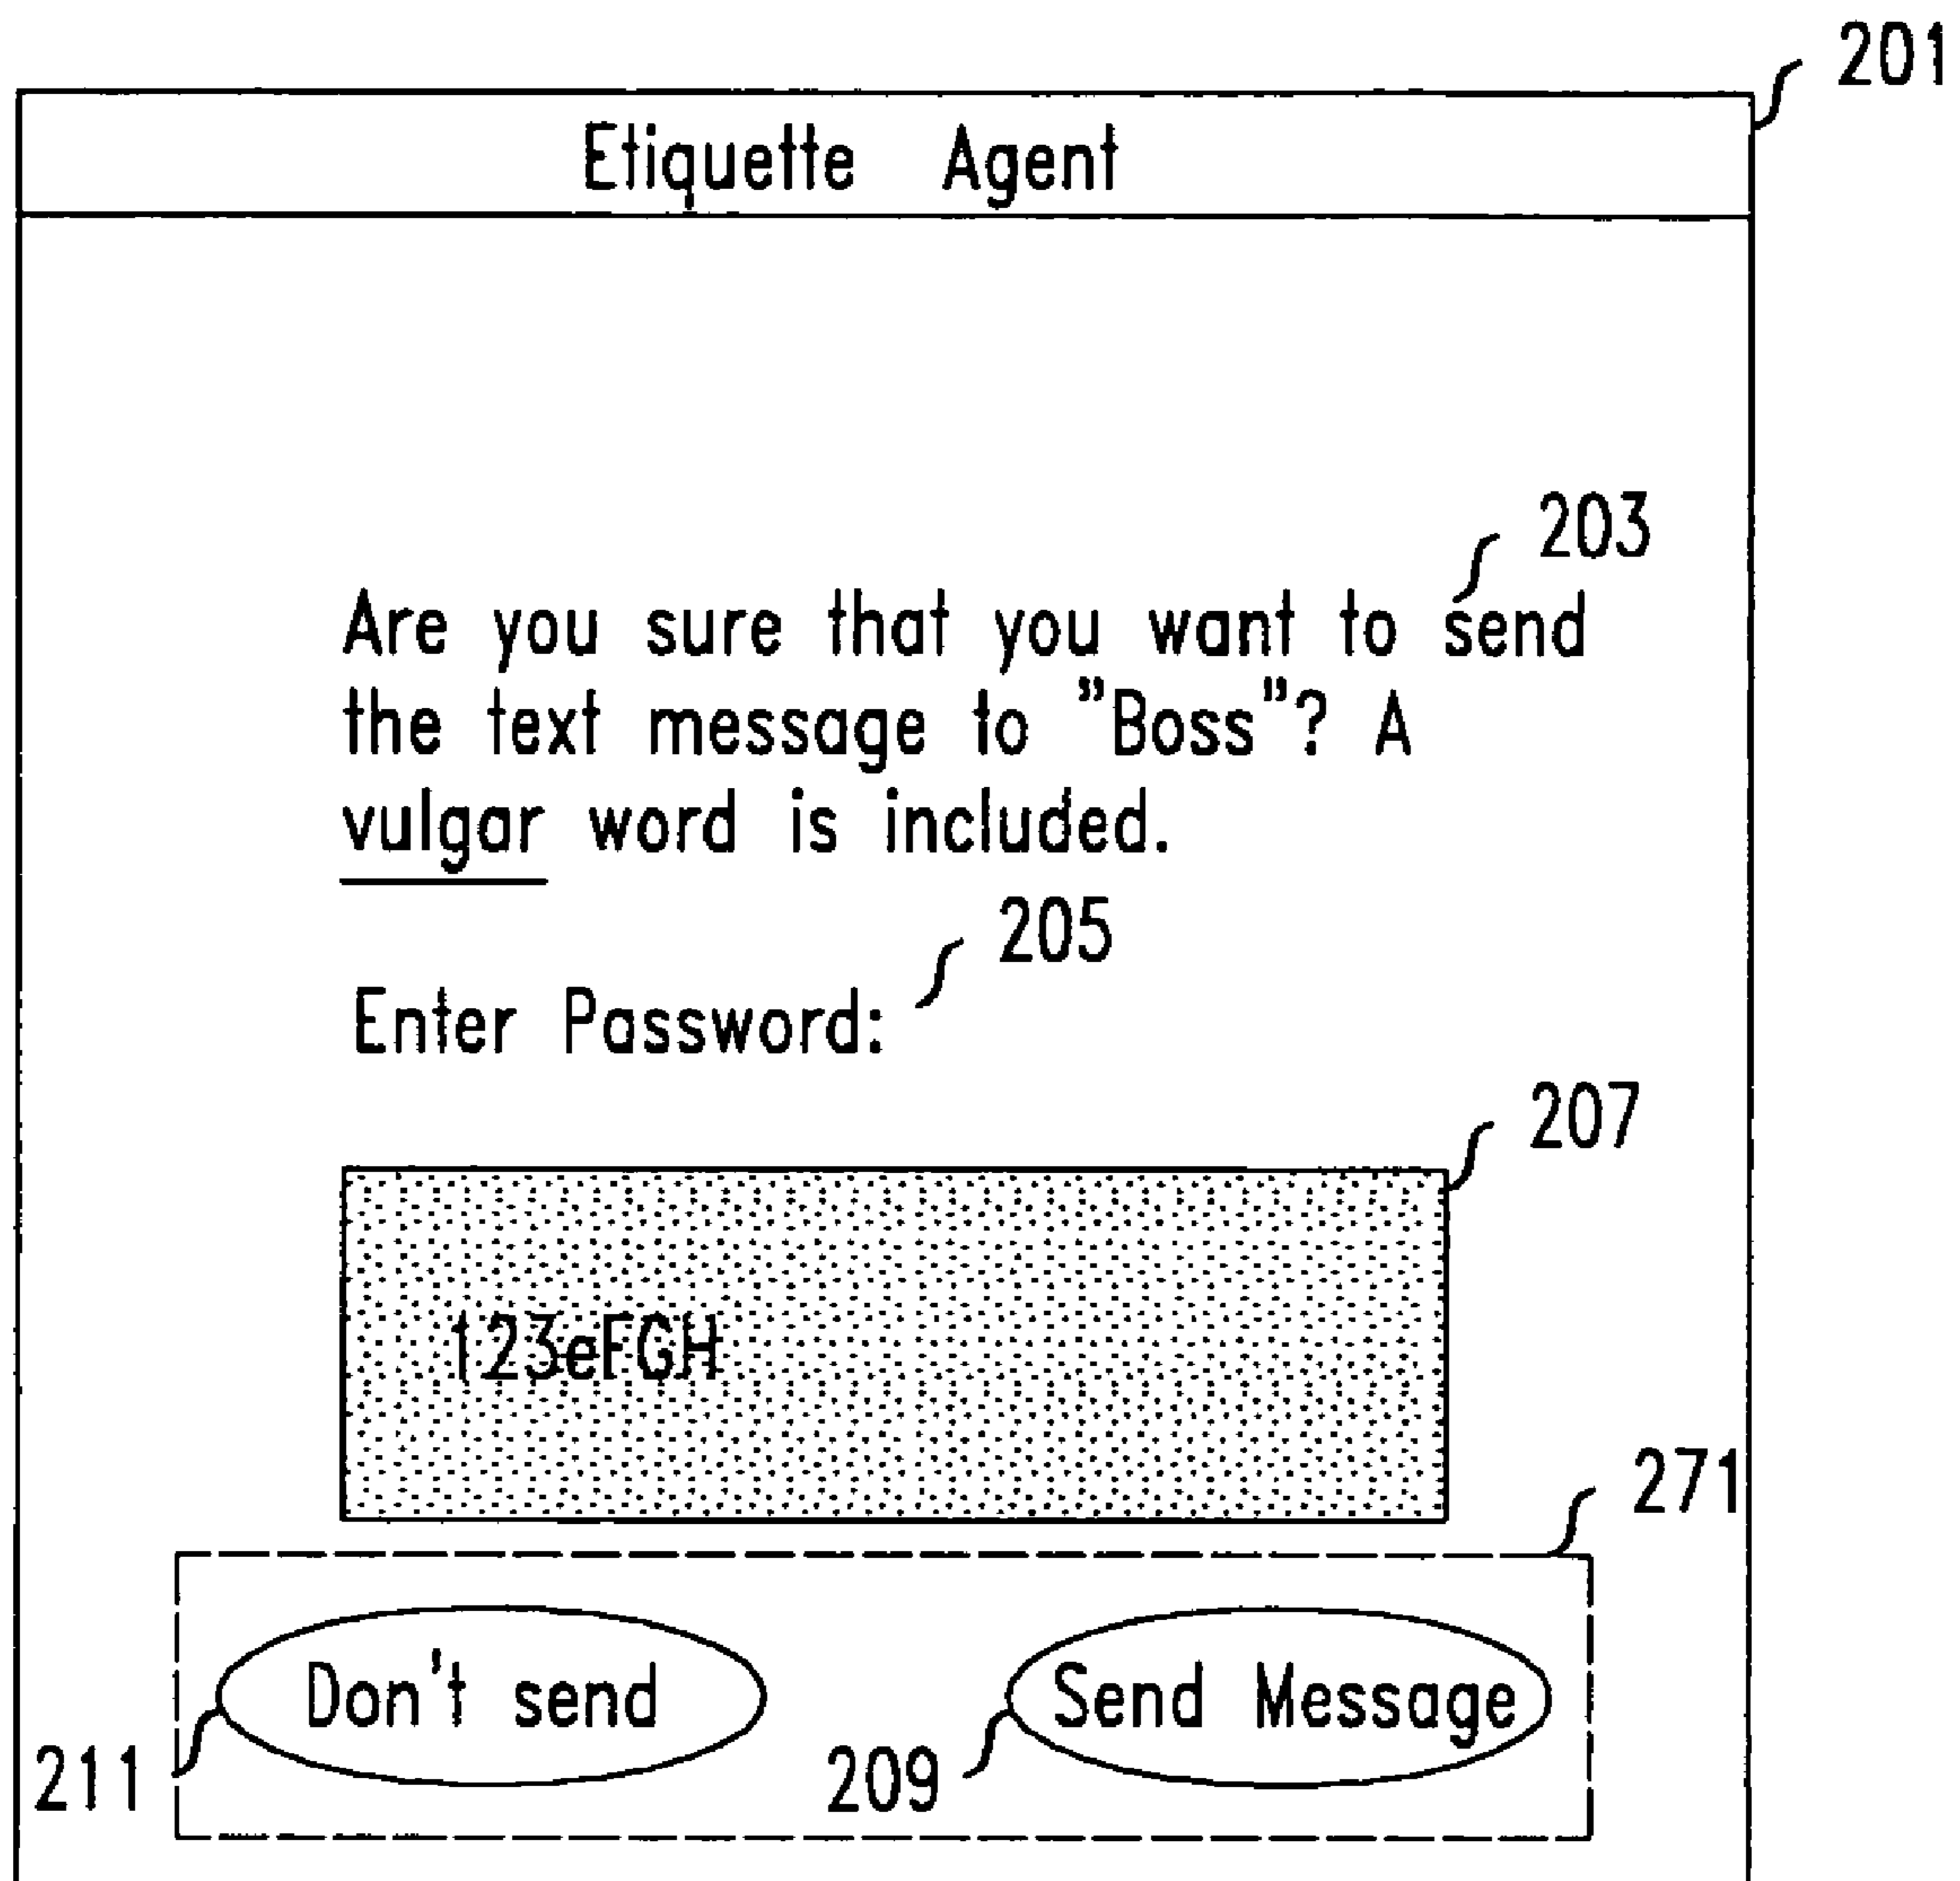 201
Etiquette Agent
203
Are you sure that you want to send
the text message to "Boss"? A
vulgar word is included.
205
Enter Password:
207
123eFGH
271
Don't send
Send Message
211
209